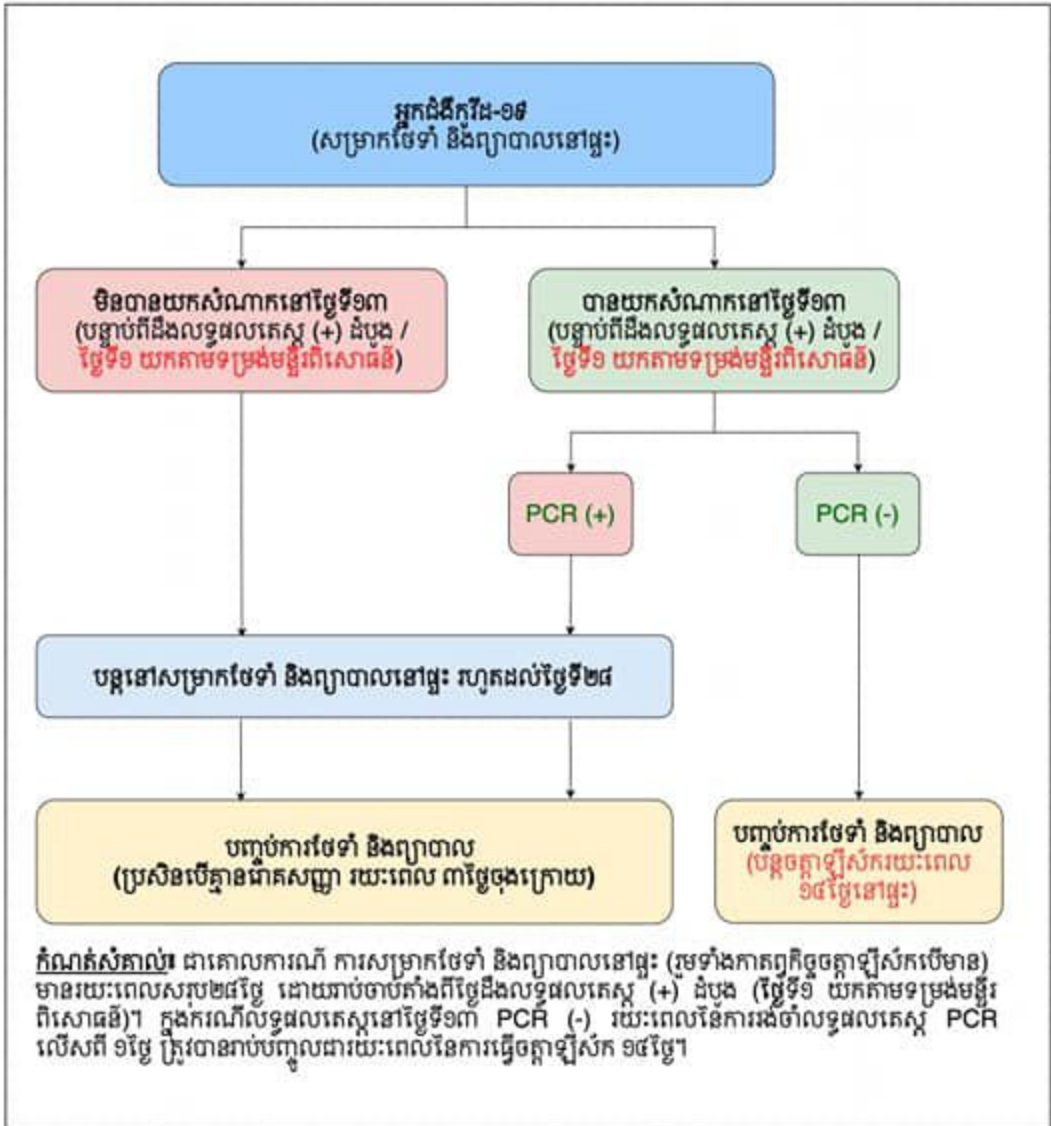 អ្នកជំងឺកូវីដ-១៩
(សម្រាកថែទាំ និងព្យាបាលនៅផ្ទះ)
មិនបានយកសំណាកនៅថ្ងៃទី១៣
(បន្ទាប់ពីដឹងលទ្ធផលតេស្ត (+) ដំបូង /
ថ្ងៃទី១ យកតាមទម្រង់មន្ទីរពិសោធន៍)
បានយកសំណាកនៅថ្ងៃទី១៣
(បន្ទាប់ពីដឹងលទ្ធផលតេស្ត (+) ដំបូង /
ថ្ងៃទី១ យកតាមទម្រង់មន្ទីរពិសោធន៍)
PCR (+)
PCR (-)
បន្តនៅសម្រាកថែទាំ និងព្យាបាលនៅផ្ទះ រហូតដល់ថ្ងៃទី២៨
បញ្ចប់ការថែទាំ និងព្យាបាល
(ប្រសិនបើគ្មានរោគសញ្ញា រយៈពេល ៣ថ្ងៃចុងក្រោយ)
បញ្ចប់ការថែទាំ និងព្យាបាល
(បន្តចត្តាឡីស័ករយៈពេល
១៤ថ្ងៃនៅផ្ទះ)
កំណត់សំគាល់៖ ជាគោលការណ៍ ការសម្រាកថែទាំ និងព្យាបាលនៅផ្ទះ (រួមទាំងកាតព្វកិច្ចចត្តាឡីស័កបើមាន)
មានរយៈពេលសរុប២៨ថ្ងៃ ដោយរាប់ចាប់តាំងពីថ្ងៃដឹងលទ្ធផលតេស្ត (+) ដំបូង (ថ្ងៃទី១ យកតាមទម្រង់មន្ទីរ
ពិសោធន៍)។ ក្នុងករណីលទ្ធផលតេស្តនៅថ្ងៃទី១៣ PCR (-) រយៈពេលនៃការរង់ចាំលទ្ធផលតេស្ត PCR
លើសពី ១ថ្ងៃ ត្រូវបានរាប់បញ្ចូលជារយៈពេលនៃការធ្វើចត្តាឡីស័ក ១៤ថ្ងៃ។